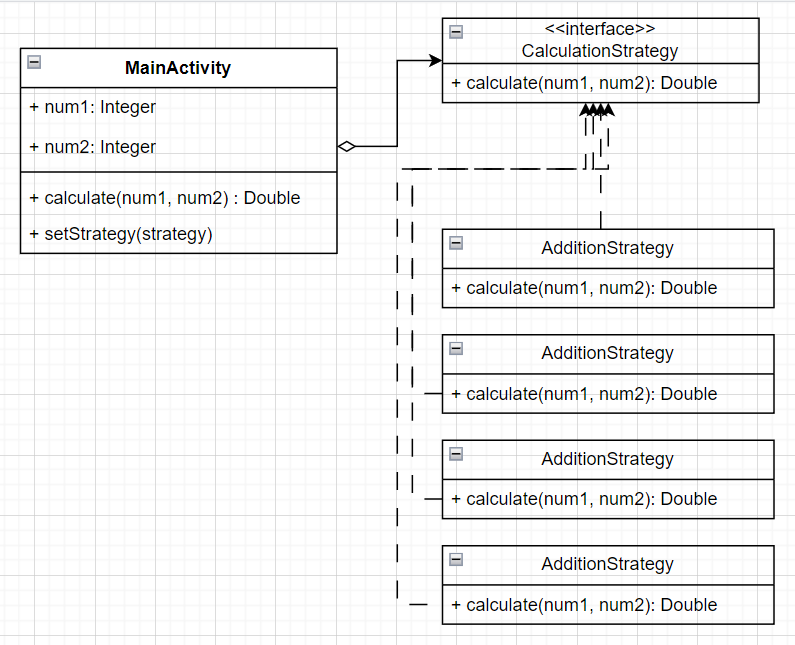 MainActivity
+ num1: Integer
+ num2: Integer
+ calculate(num1, num2) : Double
+ setStrategy(strategy)
<<interface>>
CalculationStrategy
+ calculate(num1, num2): Double
AdditionStrategy
+ calculate(num1, num2): Double
AdditionStrategy
+ calculate(num1, num2): Double
AdditionStrategy
+ calculate(num1, num2): Double
AdditionStrategy
+ calculate(num1, num2): Double